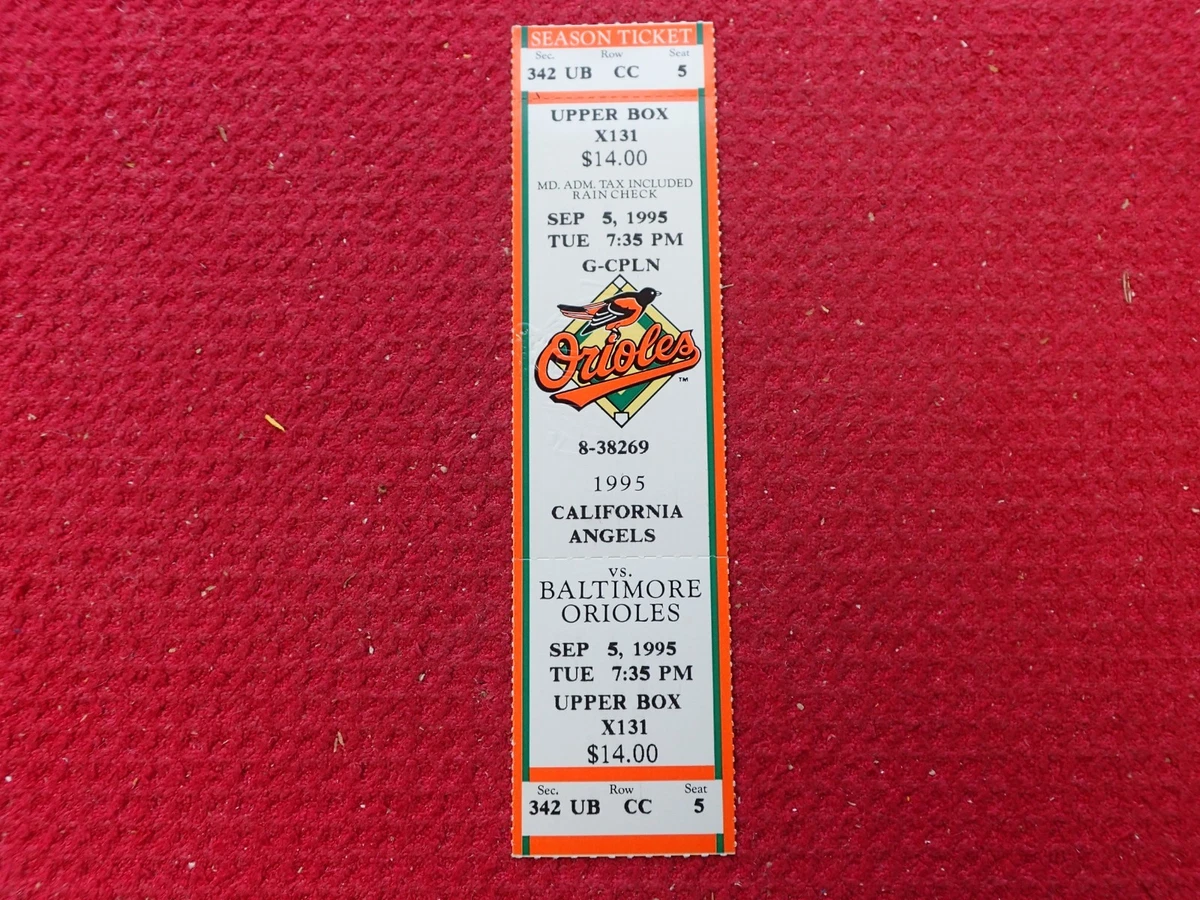 SEASON TICKET
Sec. Row Seat
342 UB CC 5
UPPER BOX
X131
$14.00
MD. ADM. TAX INCLUDED
RAIN CHECK
SEP 5, 1995
TUE 7:35 PM
G-CPLN
Orioles
TM
8-38269
1995
CALIFORNIA
ANGELS
vs.
BALTIMORE
ORIOLES
SEP 5, 1995
TUE 7:35 PM
UPPER BOX
X131
$14.00
Sec. Row Seat
342 UB CC 5